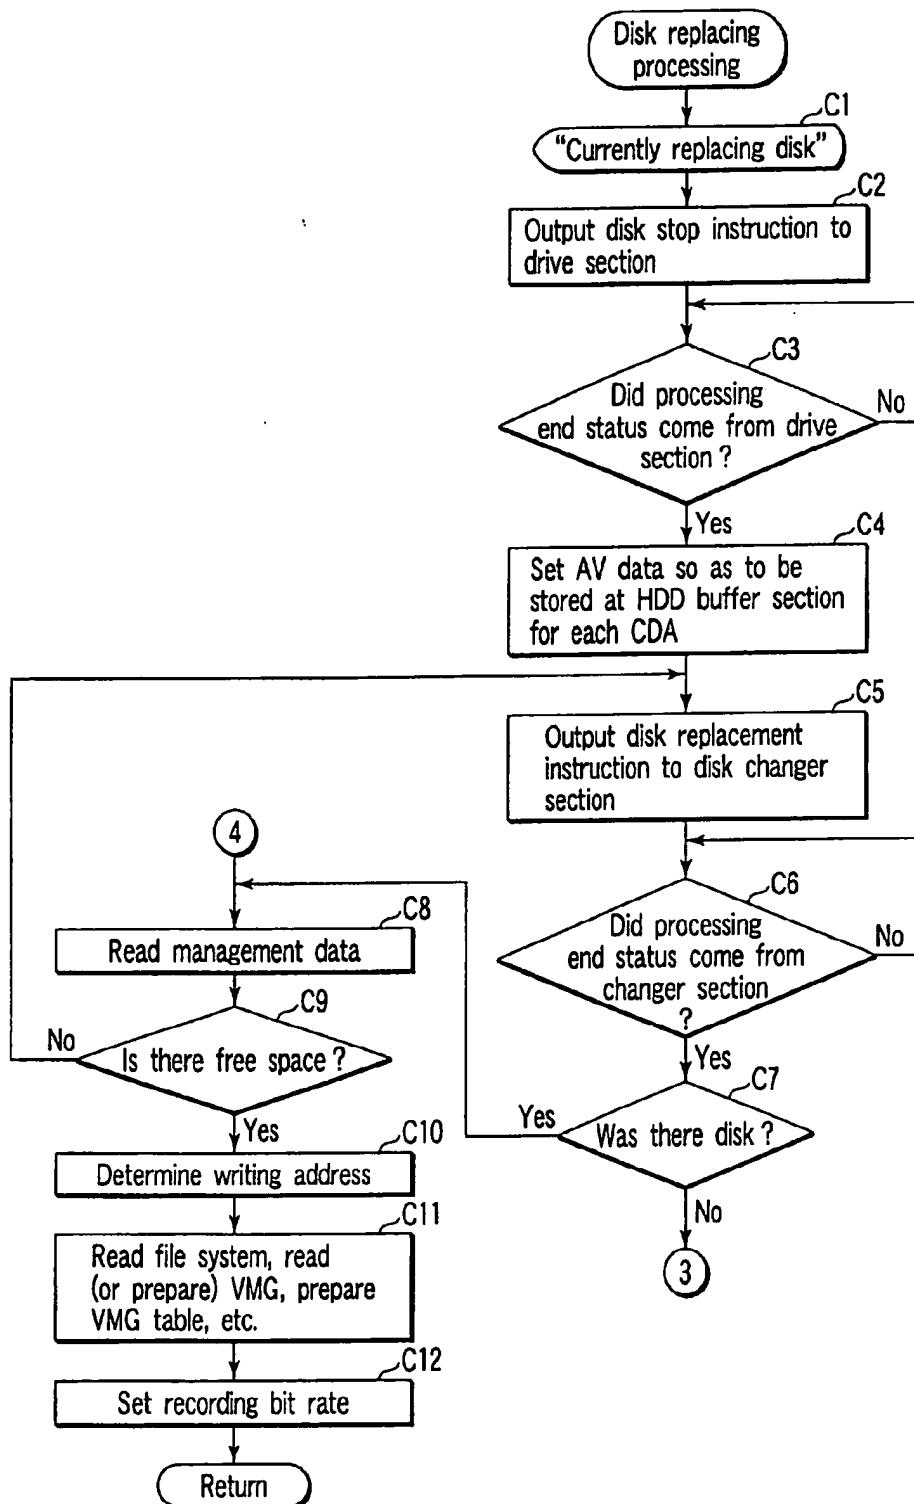 Disk replacing
processing
C1
“Currently replacing disk”
C2
Output disk stop instruction to
drive section
C3
Did processing
end status come from drive
section ?
No
Yes
C4
Set AV data so as to be
stored at HDD buffer section
for each CDA
C5
Output disk replacement
instruction to disk changer
section
C6
Did processing
end status come from
changer section
?
No
Yes
C7
Was there disk ?
Yes
No
3
4
C8
Read management data
C9
Is there free space ?
No
Yes
C10
Determine writing address
C11
Read file system, read
(or prepare) VMG, prepare
VMG table, etc.
C12
Set recording bit rate
Return